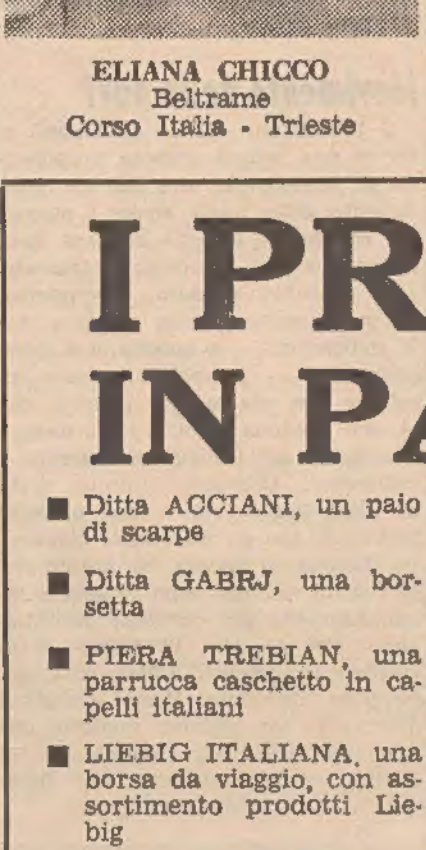 ELIANA CHICCO
Beltrame
Corso Italia - Trieste
I PR
IN PA
■ Ditta ACCIANI, un paio
di scarpe
■ Ditta GABRJ, una bor-
setta
■ PIERA TREBIAN, una
parrucca caschetto in ca-
pelli italiani
■ LIEBIG ITALIANA, una
borsa da viaggio, con as-
sortimento prodotti Lie-
big